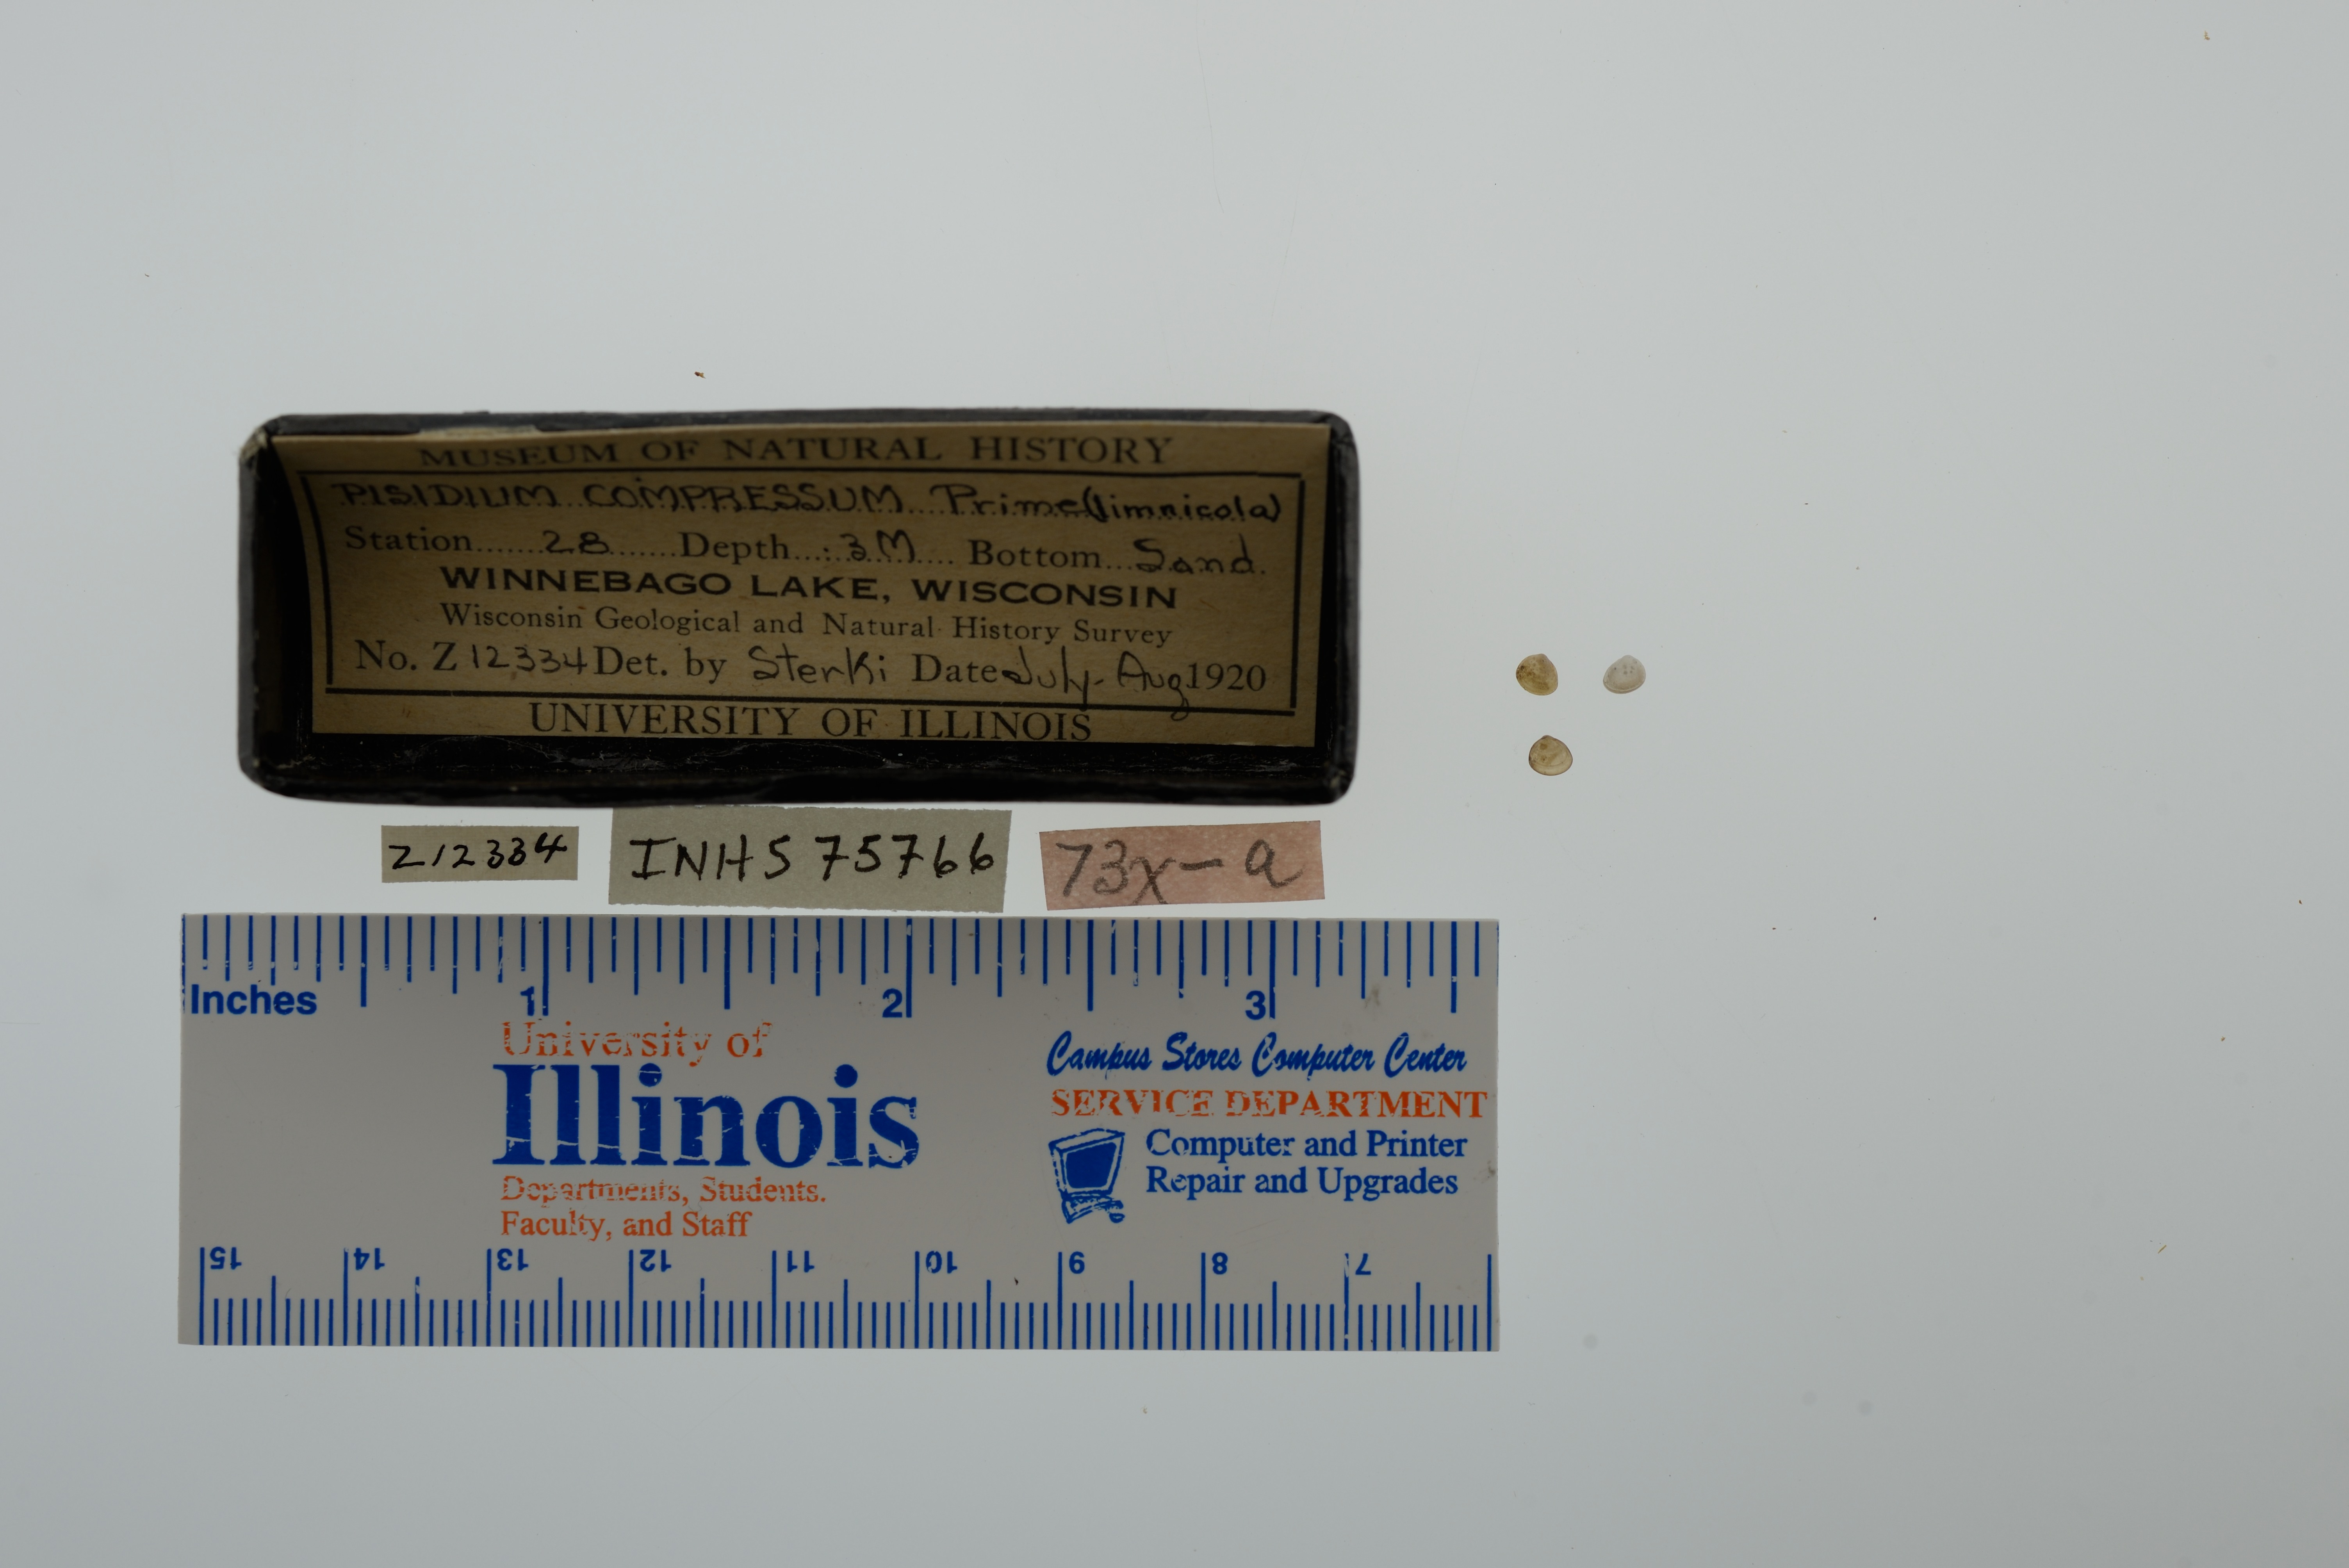 MUSEUM OF NATURAL HISTORY
PISIDIUM COMPRESSUM Prime (limnicola)
Station 28 Depth : 3 M Bottom Sand.
WINNEBAGO LAKE, WISCONSIN
Wisconsin Geological and Natural History Survey
No. Z 12334 Det. by Sterki Date July-Aug 1920
UNIVERSITY OF ILLINOIS
Z12334
INHS 75766
73x-a
Inches 1 2 3
University of
Illinois
Departments, Students.
Faculty, and Staff
Campus Stores Computer Center
SERVICE DEPARTMENT
Computer and Printer
Repair and Upgrades
15 14 13 12 11 10 9 8 7